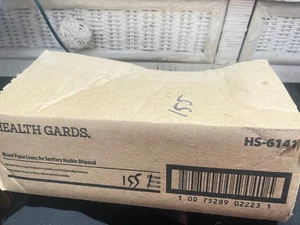 155
HEALTH GARDS.
HS-6141
Waxed Paper Liners for Sanitary Napkin Disposal
155
1 00 75289 02223 1